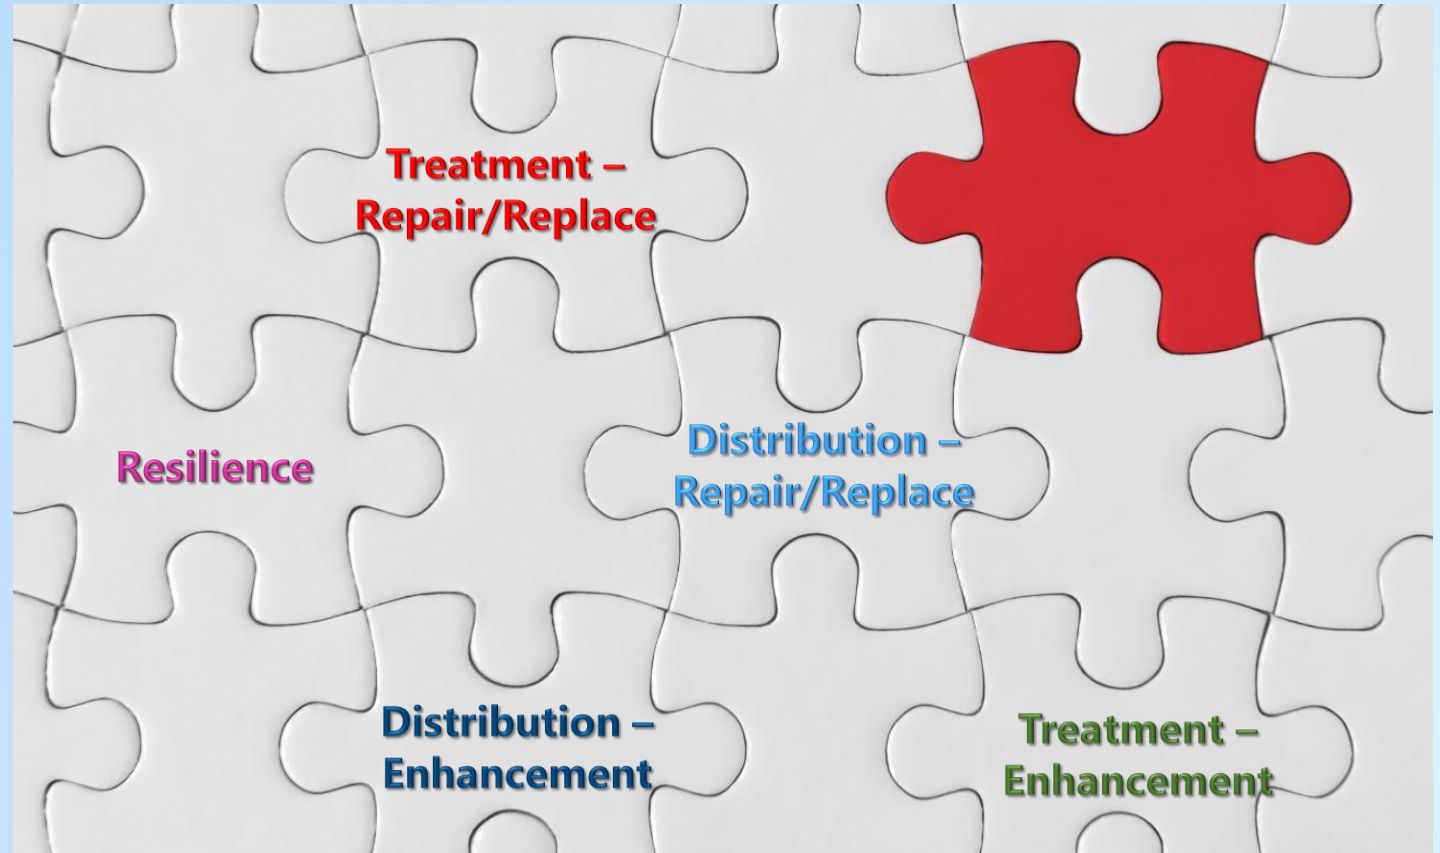 Treatment –
Repair/Replace
Resilience
Distribution –
Repair/Replace
Distribution –
Enhancement
Treatment –
Enhancement